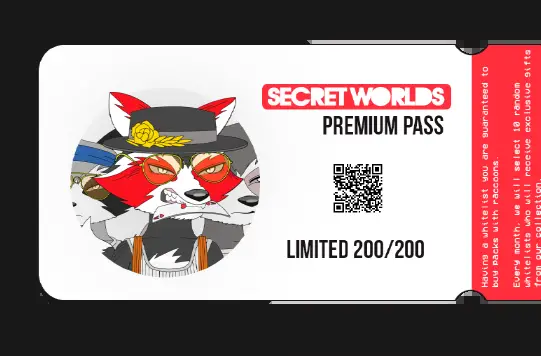 SECRET WORLDS
PREMIUM PASS
LIMITED 200/200
Having a whitelist you are guaranteed to
buy packs with raccoons
Every month, we will select 10 random
whitelists who will receive exclusive gifts
from our collection.